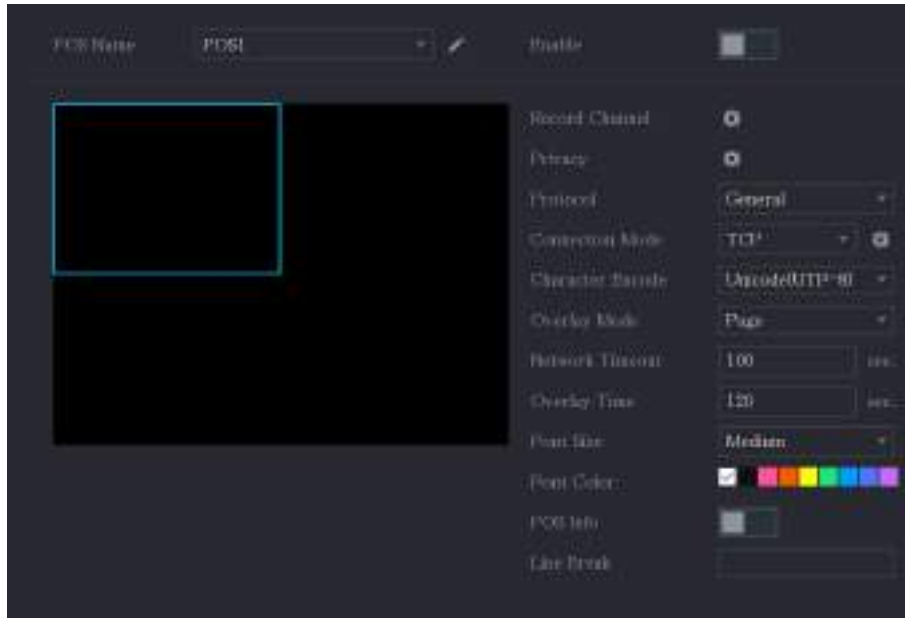 POS Name POS1 Enable
Record Channel
Privacy
Protocol General
Connection Mode TCP
Character Encode Unicode(UTF-8)
Overlay Mode Page
Network Timeout 100 sec.
Overlay Time 120 sec.
Font Size Medium
Font Color
POS Info
Line Break